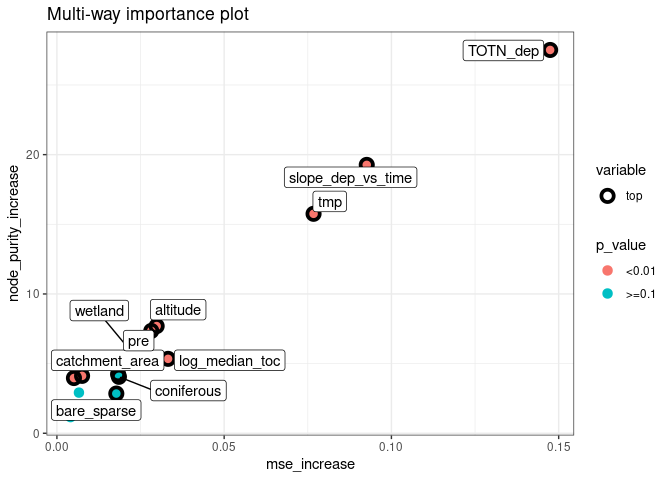 Multi-way importance plot
TOTN_dep
slope_dep_vs_time
tmp
wetland
altitude
pre
catchment_area
log_median_toc
coniferous
bare_sparse
20
10
0
0.00
0.05
0.10
0.15
mse_increase
node_purity_increase
variable
top
p_value
<0.01
>=0.1